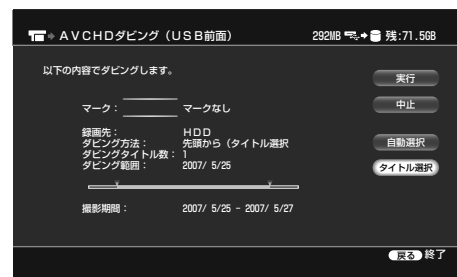 AVCHDダビング（USB前面） 292MB 残:71.5GB
以下の内容でダビングします。
実行
マーク： マークなし
中止
録画先： HDD
ダビング方法： 先頭から（タイトル選択
ダビングタイトル数： 1
自動選択
ダビング範囲： 2007/ 5/25
タイトル選択
撮影期間： 2007/ 5/25 - 2007/ 5/27
戻る 終了